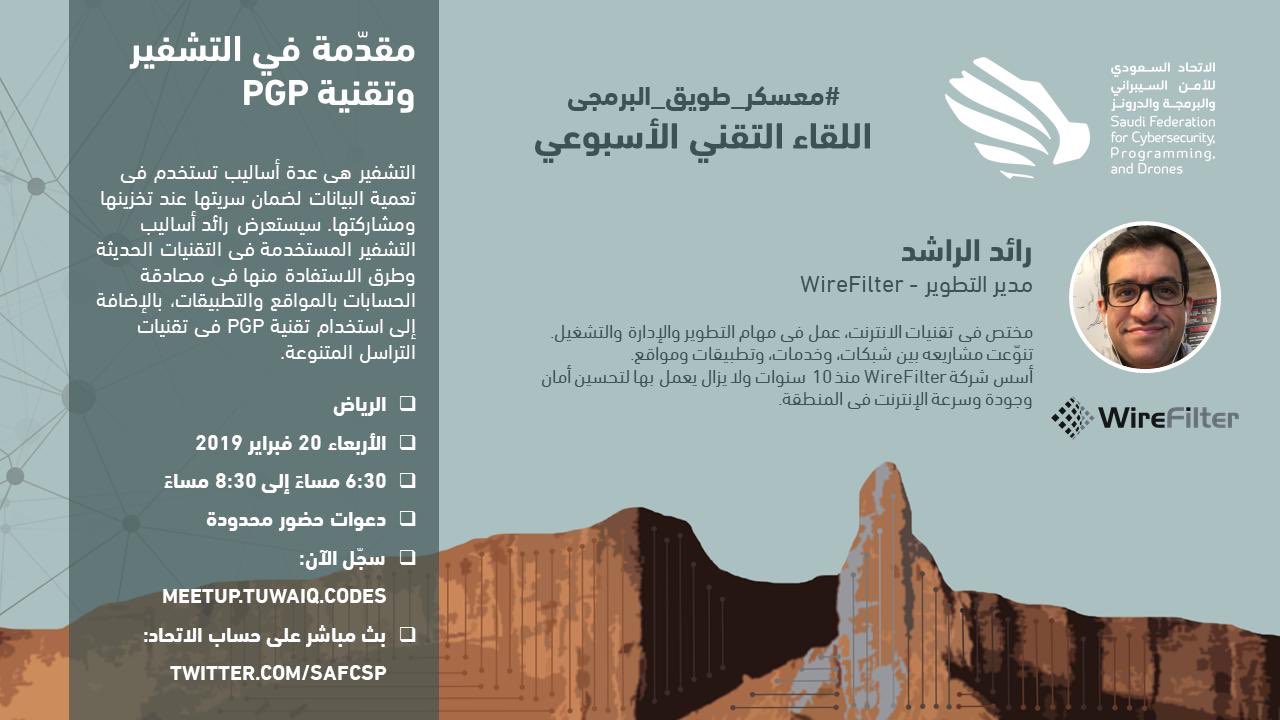 الاتحاد السعودي
للأمن السيبراني
والبرمجة والدرونز
Saudi Federation
for Cybersecurity,
Programming,
and Drones
#معسكر_طويق_البرمجى
اللقاء التقني الأسبوعي
رائد الراشد
مدير التطوير - WireFilter
مختص فى تقنيات الانترنت، عمل فى مهام التطوير والإدارة والتشغيل.
تنوّعت مشاريعه بين شبكات، وخدمات، وتطبيقات ومواقع.
أسس شركة WireFilter منذ 10 سنوات ولا يزال يعمل بها لتحسين أمان
وجودة وسرعة الإنترنت فى المنطقة.
WireFilter
مقدّمة في التشفير
وتقنية PGP
التشفير هى عدة أساليب تستخدم فى
تعمية البيانات لضمان سريتها عند تخزينها
ومشاركتها. سيستعرض رائد أساليب
التشفير المستخدمة فى التقنيات الحديثة
وطرق الاستفادة منها فى مصادقة
الحسابات بالمواقع والتطبيقات، بالإضافة
إلى استخدام تقنية PGP فى تقنيات
التراسل المتنوعة.
❑ الرياض
❑ الأربعاء 20 فبراير 2019
❑ 6:30 مساءً إلى 8:30 مساءً
❑ دعوات حضور محدودة
❑ سجّل الآن:
MEETUP.TUWAIQ.CODES
❑ بث مباشر على حساب الاتحاد:
TWITTER.COM/SAFCSP